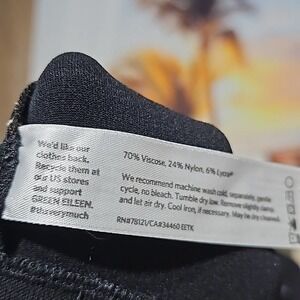 We'd like our
clothes back.
Recycle them at
our US stores
and support
GREEN EILEEN.
#thisverymuch
70% Viscose, 24% Nylon, 6% Lycra®
We recommend machine wash cold, separately, gentle
cycle, no bleach. Tumble dry low. Remove slightly damp
and let air dry. Cool iron, if necessary. May be dry cleaned.
RN#78121/CA#34460 EETK